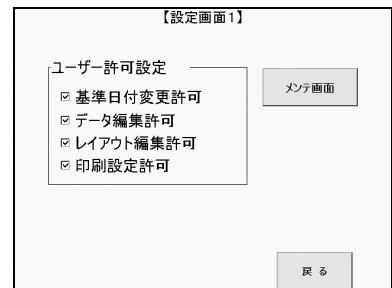 【設定画面1】
ユーザー許可設定
基準日付変更許可
メンテ画面
データ編集許可
レイアウト編集許可
印刷設定許可
戻る